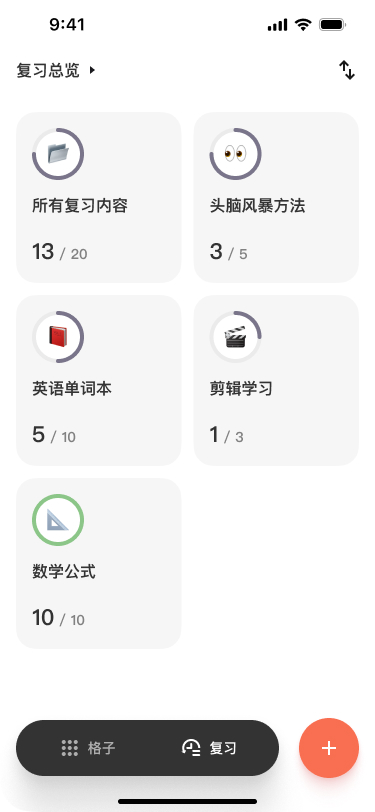 9:41
复习总览
所有复习内容
13 / 20
头脑风暴方法
3 / 5
英语单词本
5 / 10
剪辑学习
1 / 3
数学公式
10 / 10
格子
复习